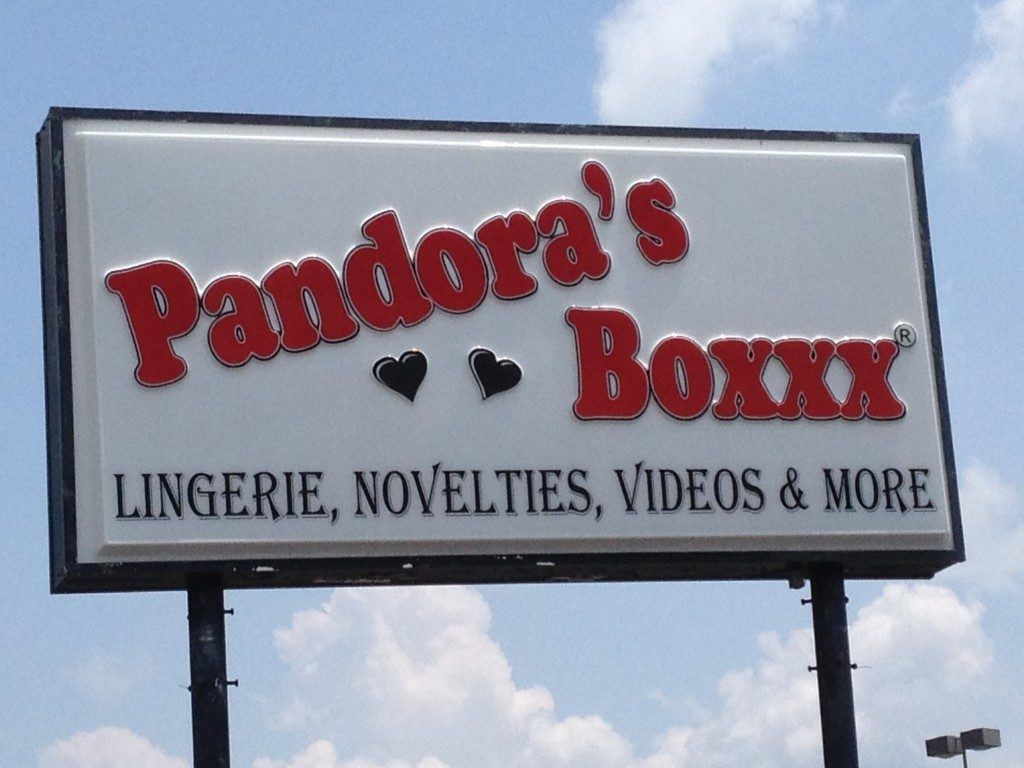 Pandora's
Boxxx®
LINGERIE, NOVELTIES, VIDEOS & MORE